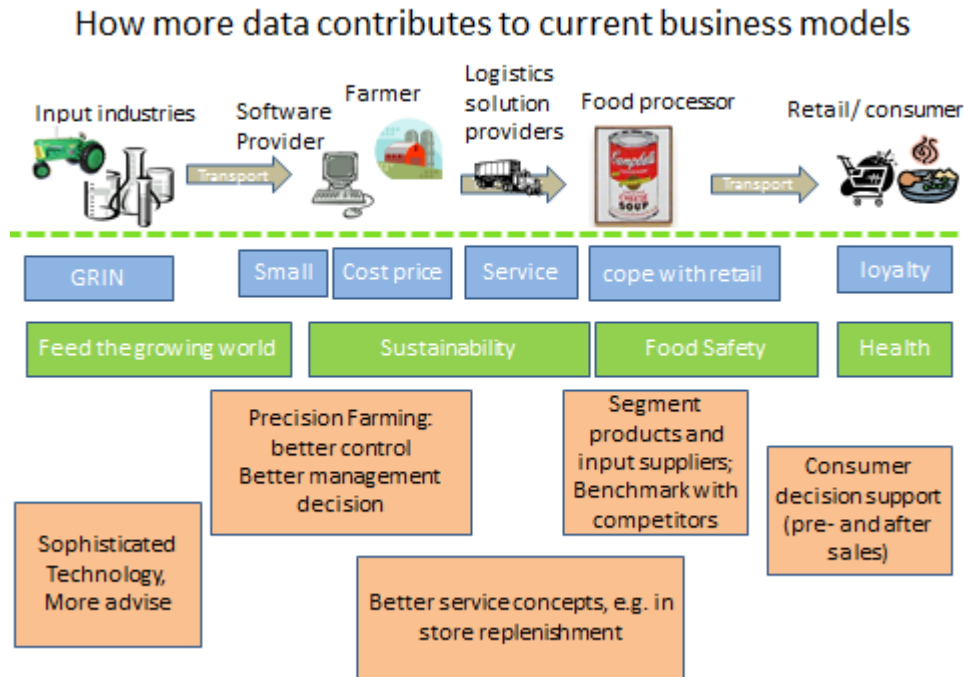 How more data contributes to current business models
Input industries
Software
Provider
Farmer
Logistics
solution
providers
Food processor
Retail/ consumer
Transport
Campbell's
CONDENSED
SOUP
Transport
GRIN
Small
Cost price
Service
cope with retail
loyalty
Feed the growing world
Sustainability
Food Safety
Health
Precision Farming:
better control
Better management
decision
Segment
products and
input suppliers;
Benchmark with
competitors
Consumer
decision support
(pre- and after
sales)
Sophisticated
Technology,
More advise
Better service concepts, e.g. in
store replenishment